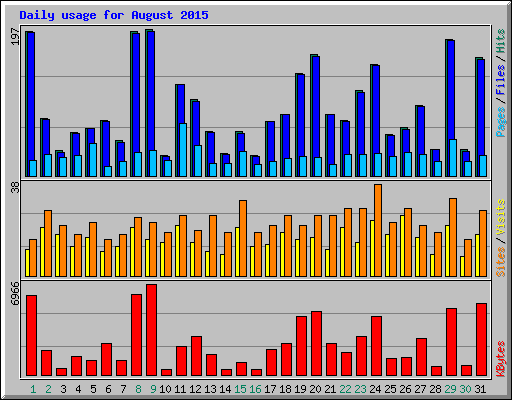 Daily usage for August 2015
197
Pages / Files / Hits
38
Sites / Visits
6966
KBytes
1 2 3 4 5 6 7 8 9 10 11 12 13 14 15 16 17 18 19 20 21 22 23 24 25 26 27 28 29 30 31